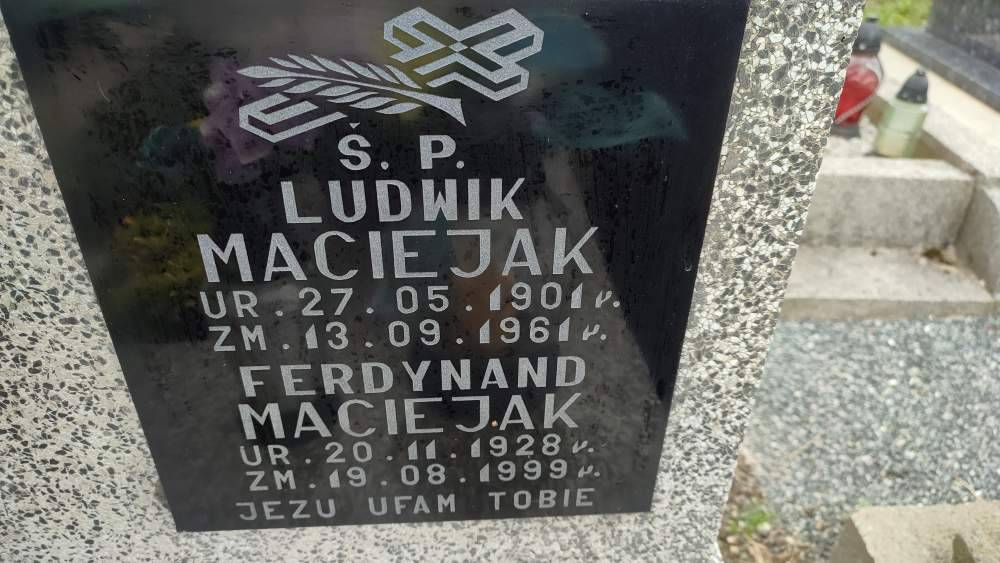 Ś. P.
LUDWIK
MACIEJAK
UR. 27. 05. 1901 r.
ZM. 13. 09. 1961 r.
FERDYNAND
MACIEJAK
UR. 20. 11. 1928 r.
ZM. 19. 08. 1999 r.
JEZU UFAM TOBIE